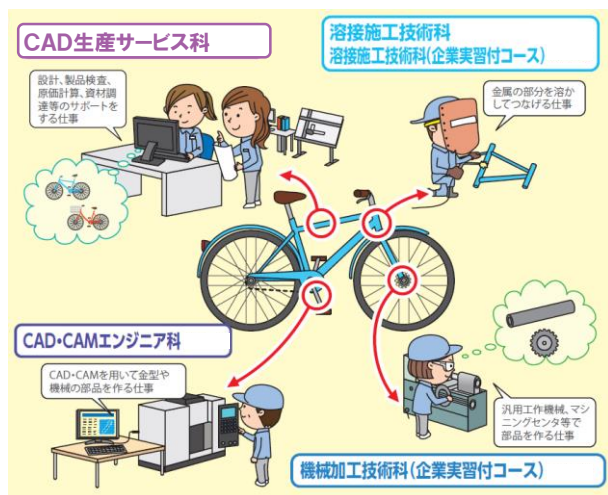 CAD生産サービス科
設計、製品検査、
原価計算、資材調
達等のサポートを
する仕事
溶接施工技術科
溶接施工技術科(企業実習付コース)
金属の部分を溶か
してつなげる仕事
CAD・CAMエンジニア科
CAD・CAMを用いて金型や
機械の部品を作る仕事
汎用工作機械、マシ
ニングセンタ等で
部品を作る仕事
機械加工技術科(企業実習付コース)